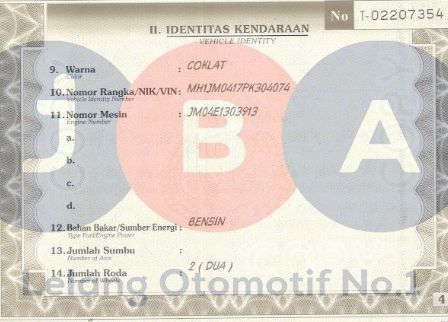 No T-02207354
II. IDENTITAS KENDARAAN
VEHICLE IDENTITY
9. Warna : COKLAT
Color
10. Nomor Rangka/NIK/VIN : MH1JM0417PK304074
Vehicle Identity Number
11. Nomor Mesin : JM04E1303913
Engine Number
a.
b.
c.
d.
12. Bahan Bakar/Sumber Energi : BENSIN
Type Fuel/Engine Power
13. Jumlah Sumbu :
Number of Axis
14. Jumlah Roda : 2 (DUA)
Number of Wheels
JBA
Lelang Otomotif No.1
4